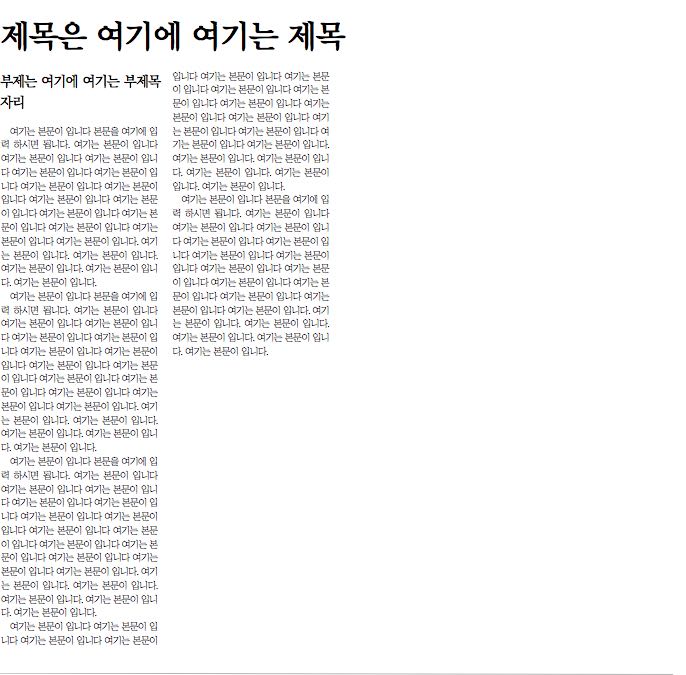 제목은 여기에 여기는 제목
부제는 여기에 여기는 부제목
자리
여기는 본문이 입니다 본문을 여기에 입
력 하시면 됩니다. 여기는 본문이 입니다
여기는 본문이 입니다 여기는 본문이 입니
다 여기는 본문이 입니다 여기는 본문이 입
니다 여기는 본문이 입니다 여기는 본문이
입니다 여기는 본문이 입니다 여기는 본문
이 입니다 여기는 본문이 입니다 여기는 본
문이 입니다 여기는 본문이 입니다 여기는
본문이 입니다 여기는 본문이 입니다. 여기
는 본문이 입니다. 여기는 본문이 입니다.
여기는 본문이 입니다. 여기는 본문이 입니
다. 여기는 본문이 입니다.
여기는 본문이 입니다 본문을 여기에 입
력 하시면 됩니다. 여기는 본문이 입니다
여기는 본문이 입니다 여기는 본문이 입니
다 여기는 본문이 입니다 여기는 본문이 입
니다 여기는 본문이 입니다 여기는 본문이
입니다 여기는 본문이 입니다 여기는 본문
이 입니다 여기는 본문이 입니다 여기는 본
문이 입니다 여기는 본문이 입니다 여기는
본문이 입니다 여기는 본문이 입니다. 여기
는 본문이 입니다. 여기는 본문이 입니다.
여기는 본문이 입니다. 여기는 본문이 입니
다. 여기는 본문이 입니다.
여기는 본문이 입니다 본문을 여기에 입
력 하시면 됩니다. 여기는 본문이 입니다
여기는 본문이 입니다 여기는 본문이 입니
다 여기는 본문이 입니다 여기는 본문이 입
니다 여기는 본문이 입니다 여기는 본문이
입니다 여기는 본문이 입니다 여기는 본문
이 입니다 여기는 본문이 입니다 여기는 본
문이 입니다 여기는 본문이 입니다 여기는
본문이 입니다 여기는 본문이 입니다. 여기
는 본문이 입니다. 여기는 본문이 입니다.
여기는 본문이 입니다. 여기는 본문이 입니
다. 여기는 본문이 입니다.
여기는 본문이 입니다 여기는 본문이 입
니다 여기는 본문이 입니다 여기는 본문이
입니다 여기는 본문이 입니다 여기는 본문
이 입니다 여기는 본문이 입니다 여기는 본
문이 입니다 여기는 본문이 입니다 여기는
본문이 입니다 여기는 본문이 입니다 여기
는 본문이 입니다 여기는 본문이 입니다 여
기는 본문이 입니다 여기는 본문이 입니다.
여기는 본문이 입니다. 여기는 본문이 입니
다. 여기는 본문이 입니다. 여기는 본문이
입니다. 여기는 본문이 입니다.
여기는 본문이 입니다 본문을 여기에 입
력 하시면 됩니다. 여기는 본문이 입니다
여기는 본문이 입니다 여기는 본문이 입니
다 여기는 본문이 입니다 여기는 본문이 입
니다 여기는 본문이 입니다 여기는 본문이
입니다 여기는 본문이 입니다 여기는 본문
이 입니다 여기는 본문이 입니다 여기는 본
문이 입니다 여기는 본문이 입니다 여기는
본문이 입니다 여기는 본문이 입니다. 여기
는 본문이 입니다. 여기는 본문이 입니다.
여기는 본문이 입니다. 여기는 본문이 입니
다. 여기는 본문이 입니다.